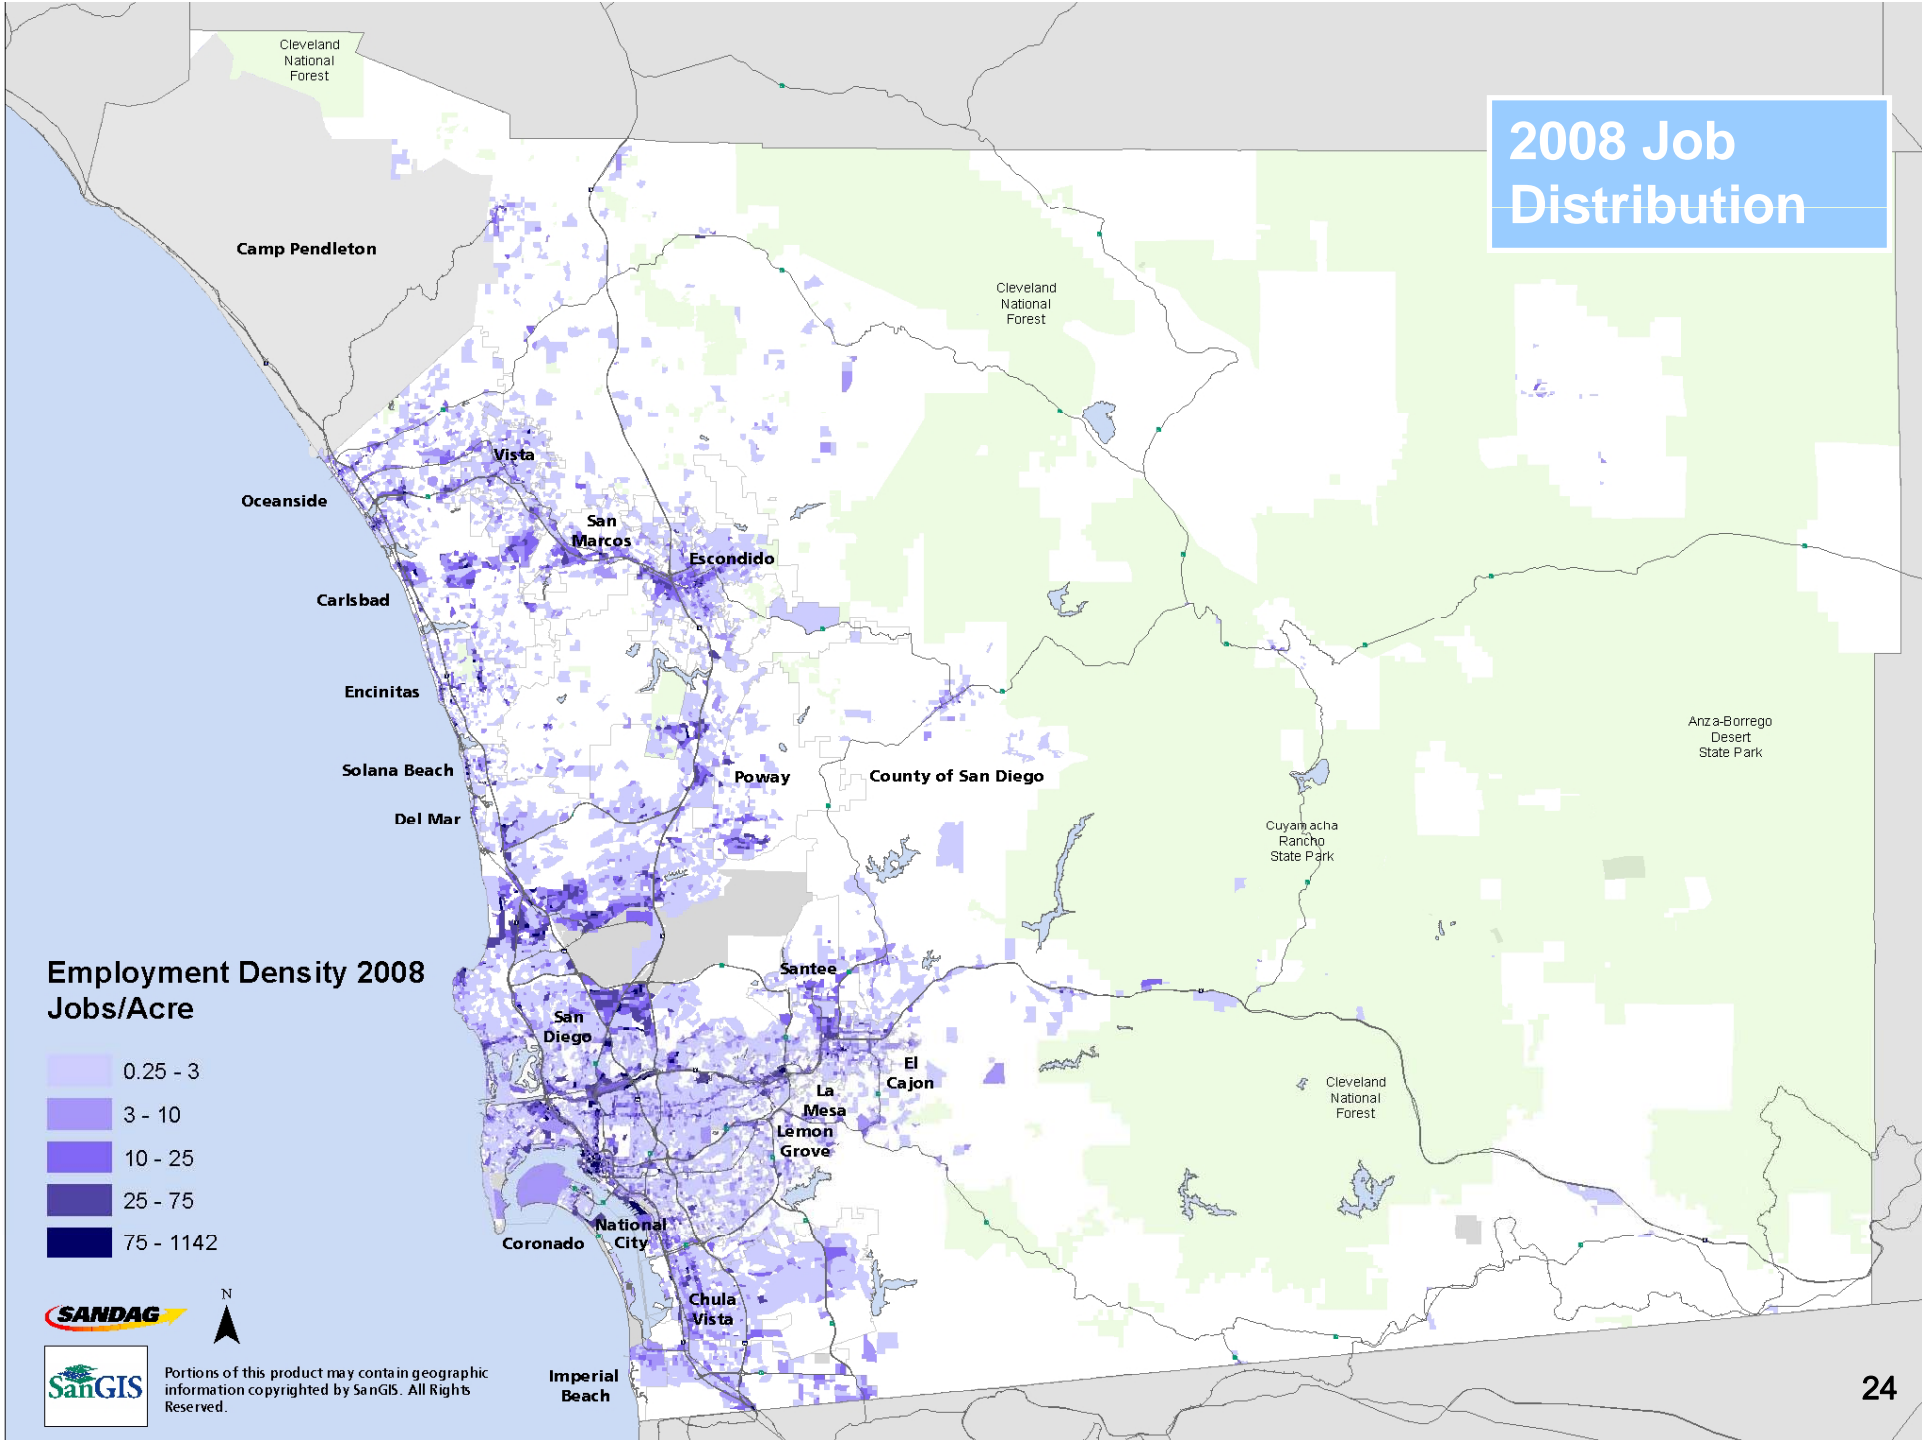 Cleveland
National
Forest
2008 Job
Distribution
Camp Pendleton
Cleveland
National
Forest
Vista
Oceanside
San
Marcos
Escondido
Carlsbad
Encinitas
Anza-Borrego
Desert
State Park
Solana Beach
Poway
County of San Diego
Del Mar
Cuyamacha
Rancho
State Park
Employment Density 2008
Jobs/Acre
Santee
San
Diego
El
Cajon
0.25 - 3
La
Mesa
Cleveland
National
Forest
3 - 10
Lemon
Grove
10 - 25
25 - 75
National
City
Coronado
75 - 1142
N
SANDAG
Chula
Vista
SanGIS
Portions of this product may contain geographic
information copyrighted by SanGIS. All Rights
Reserved.
Imperial
Beach
24